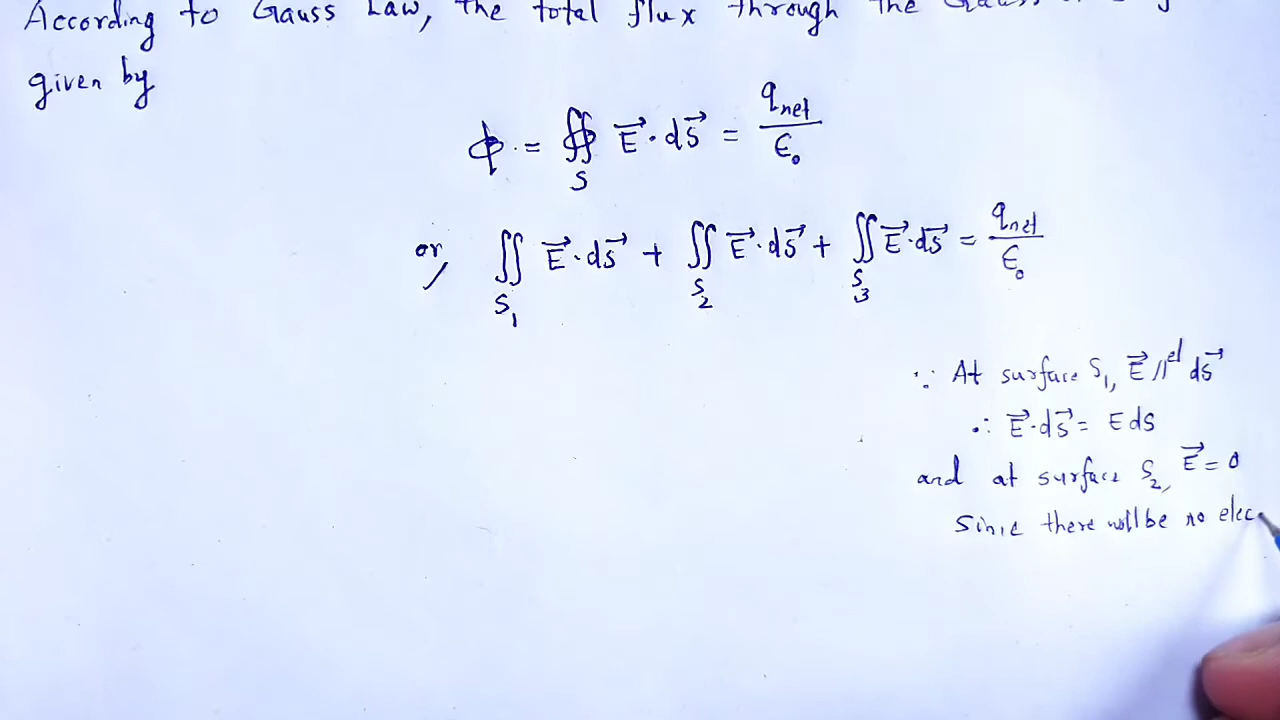 According to Gauss Law, the total flux through the
given by
ϕ = ∯_S E⃗·dS⃗ = q_net/ϵ₀
or, ∬_S₁ E⃗·dS⃗ + ∬_S₂ E⃗·dS⃗ + ∬_S₃ E⃗·dS⃗ = q_net/ϵ₀
∵ At surface S₁, E⃗ ||^el dS⃗
∴ E⃗·dS⃗ = E dS
and at surface S₂, E⃗ = 0
Since there will be no elec